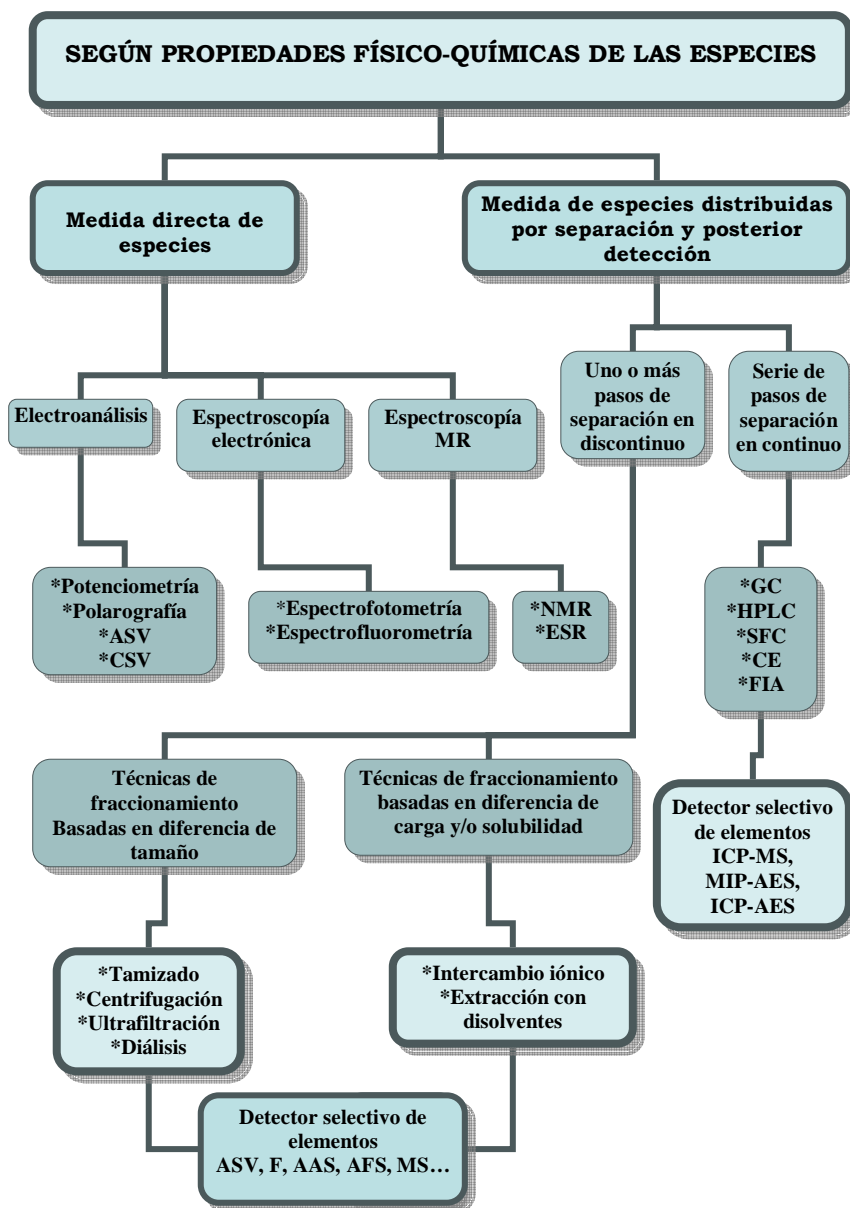 SEGÚN PROPIEDADES FÍSICO-QUÍMICAS DE LAS ESPECIES
Medida directa de
especies
Medida de especies distribuidas
por separación y posterior
detección
Electroanálisis
Espectroscopía
electrónica
Espectroscopía
MR
Uno o más
pasos de
separación en
discontinuo
Serie de
pasos de
separación
en continuo
*Potenciometría
*Polarografía
*ASV
*CSV
*Espectrofotometría
*Espectrofluorometría
*NMR
*ESR
*GC
*HPLC
*SFC
*CE
*FIA
Técnicas de
fraccionamiento
Basadas en diferencia de
tamaño
Técnicas de fraccionamiento
basadas en diferencia de
carga y/o solubilidad
Detector selectivo
de elementos
ICP-MS,
MIP-AES,
ICP-AES
*Tamizado
*Centrifugación
*Ultrafiltración
*Diálisis
*Intercambio iónico
*Extracción con
disolventes
Detector selectivo de
elementos
ASV, F, AAS, AFS, MS…